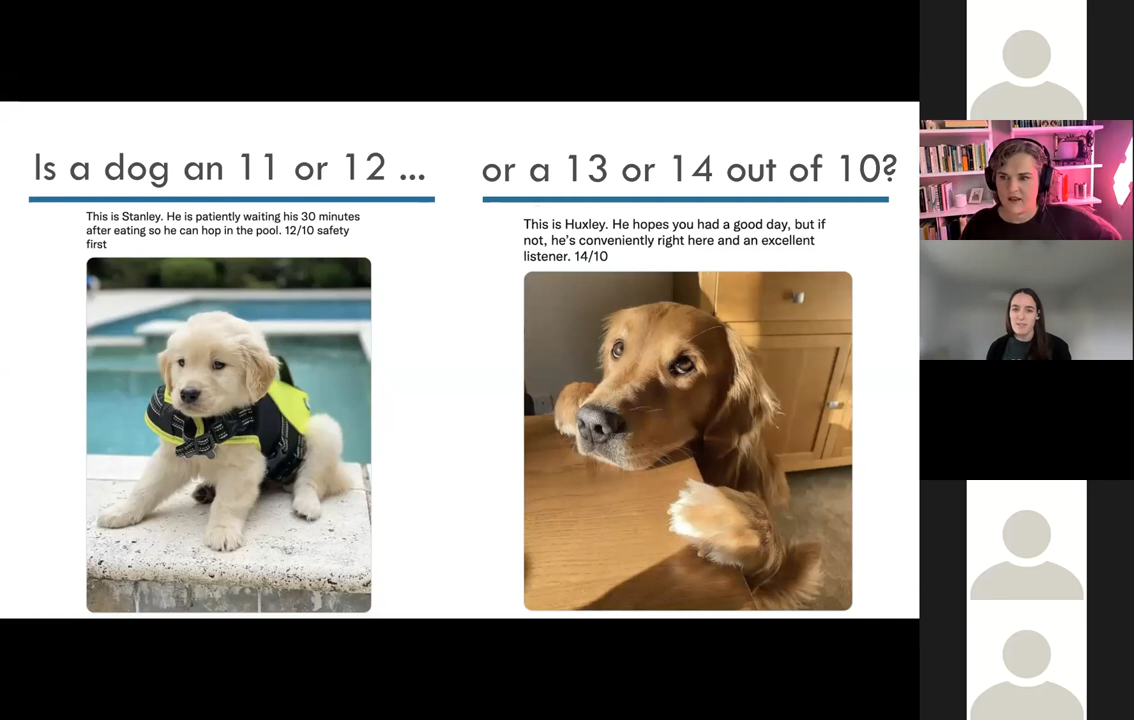 Is a dog an 11 or 12 ...
This is Stanley. He is patiently waiting his 30 minutes
after eating so he can hop in the pool. 12/10 safety
first
or a 13 or 14 out of 10?
This is Huxley. He hopes you had a good day, but if
not, he's conveniently right here and an excellent
listener. 14/10